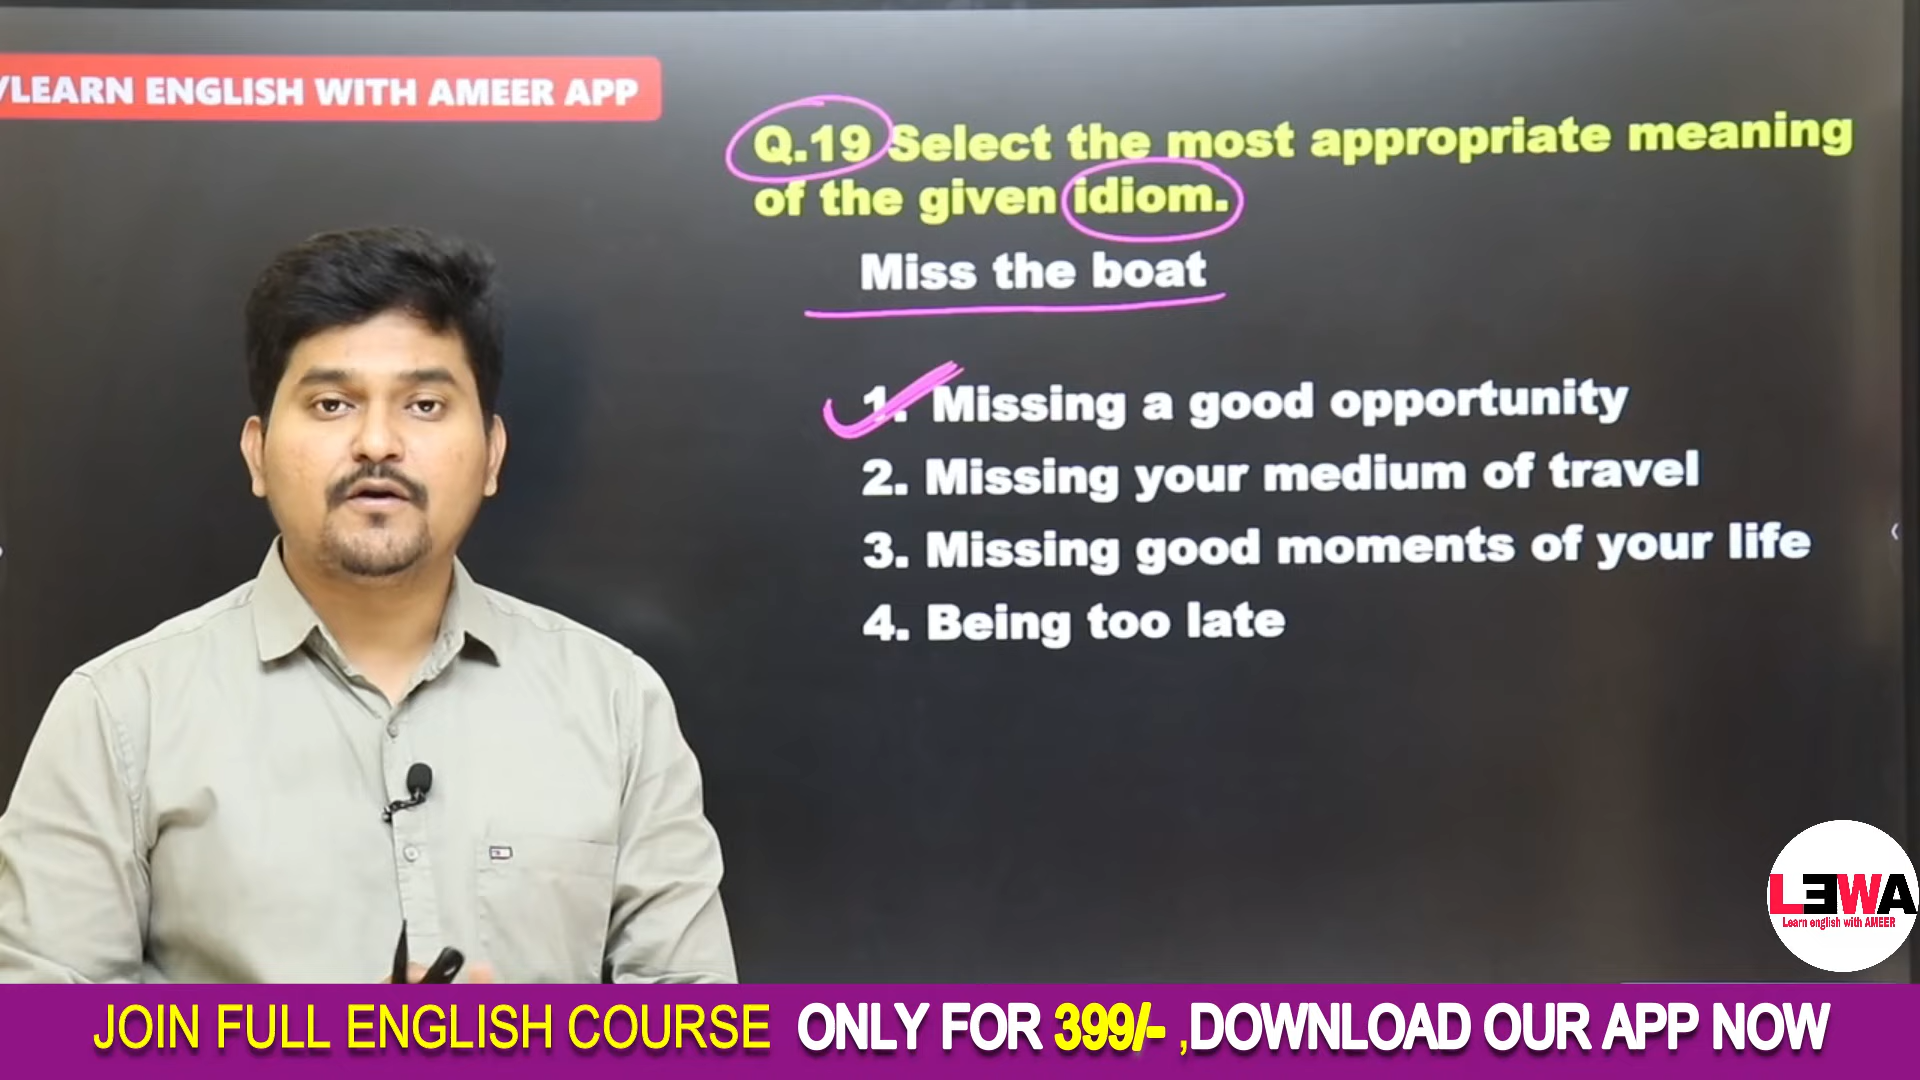 /LEARN ENGLISH WITH AMEER APP
Q.19 Select the most appropriate meaning
of the given idiom.
Miss the boat
1. Missing a good opportunity
2. Missing your medium of travel
3. Missing good moments of your life
4. Being too late
LEWA
Learn english with AMEER
JOIN FULL ENGLISH COURSE ONLY FOR 399/- ,DOWNLOAD OUR APP NOW